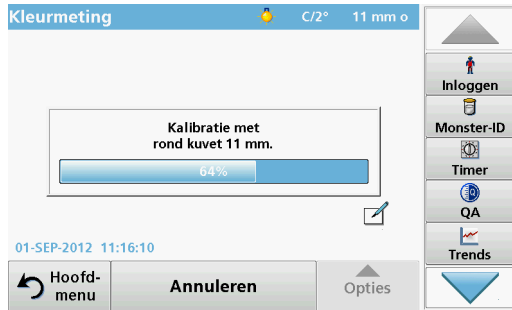 Kleurmeting C/2° 11 mm o
Inloggen
Monster-ID
Timer
QA
Trends
Kalibratie met
rond kuvet 11 mm.
64%
01-SEP-2012 11:16:10
Hoofd-
menu
Annuleren
Opties